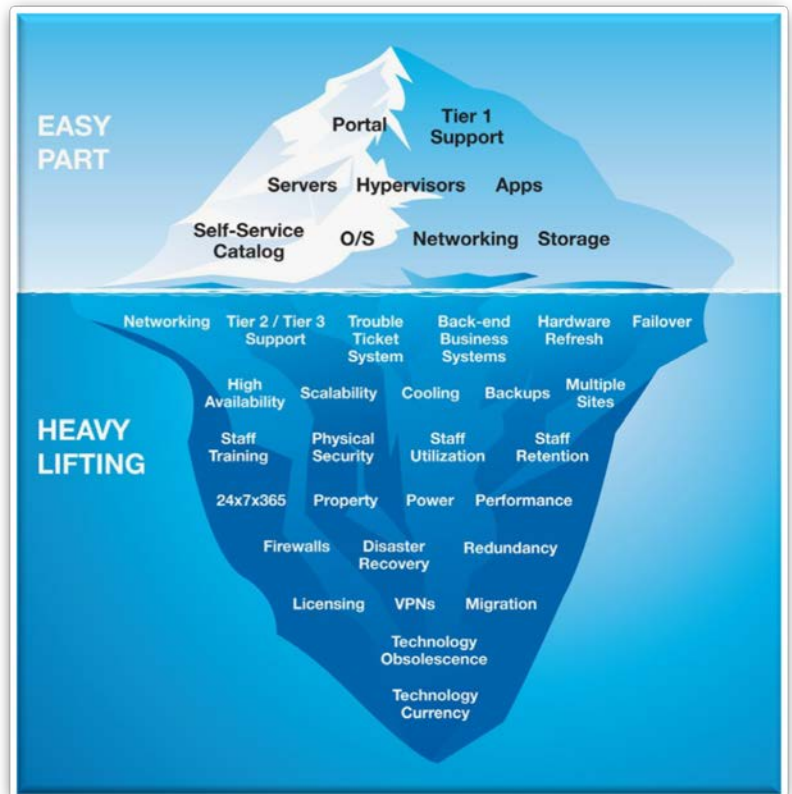 EASY
PART
Portal
Tier 1
Support
Servers Hypervisors Apps
Self-Service
Catalog
O/S Networking Storage
Networking
Tier 2 / Tier 3
Support
Trouble
Ticket
System
Back-end
Business
Systems
Hardware
Refresh
Failover
High
Availability
Scalability
Cooling
Backups
Multiple
Sites
HEAVY
LIFTING
Staff
Training
Physical
Security
Staff
Utilization
Staff
Retention
24x7x365 Property Power Performance
Firewalls
Disaster
Recovery
Redundancy
Licensing VPNs Migration
Technology
Obsolescence
Technology
Currency